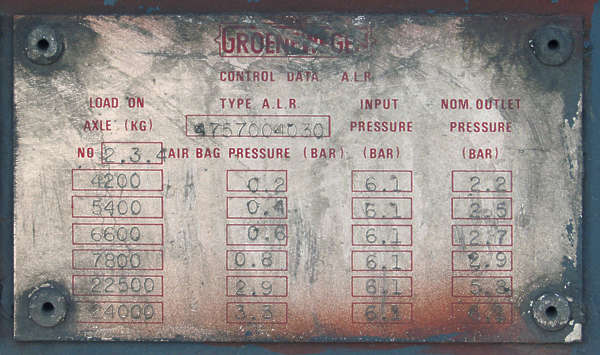 GROENEWEGEN
CONTROL DATA A.L.R.
LOAD ON TYPE A.L.R. INPUT NOM. OUTLET
AXLE (KG) 4757004030 PRESSURE PRESSURE
NO 2.3.4 AIR BAG PRESSURE (BAR) (BAR) (BAR)
4200 0.2 6.1 2.2
5400 0.4 6.1 2.5
6600 0.6 6.1 2.7
7800 0.8 6.1 2.9
22500 2.9 6.1 5.8
24000 3.3 6.1